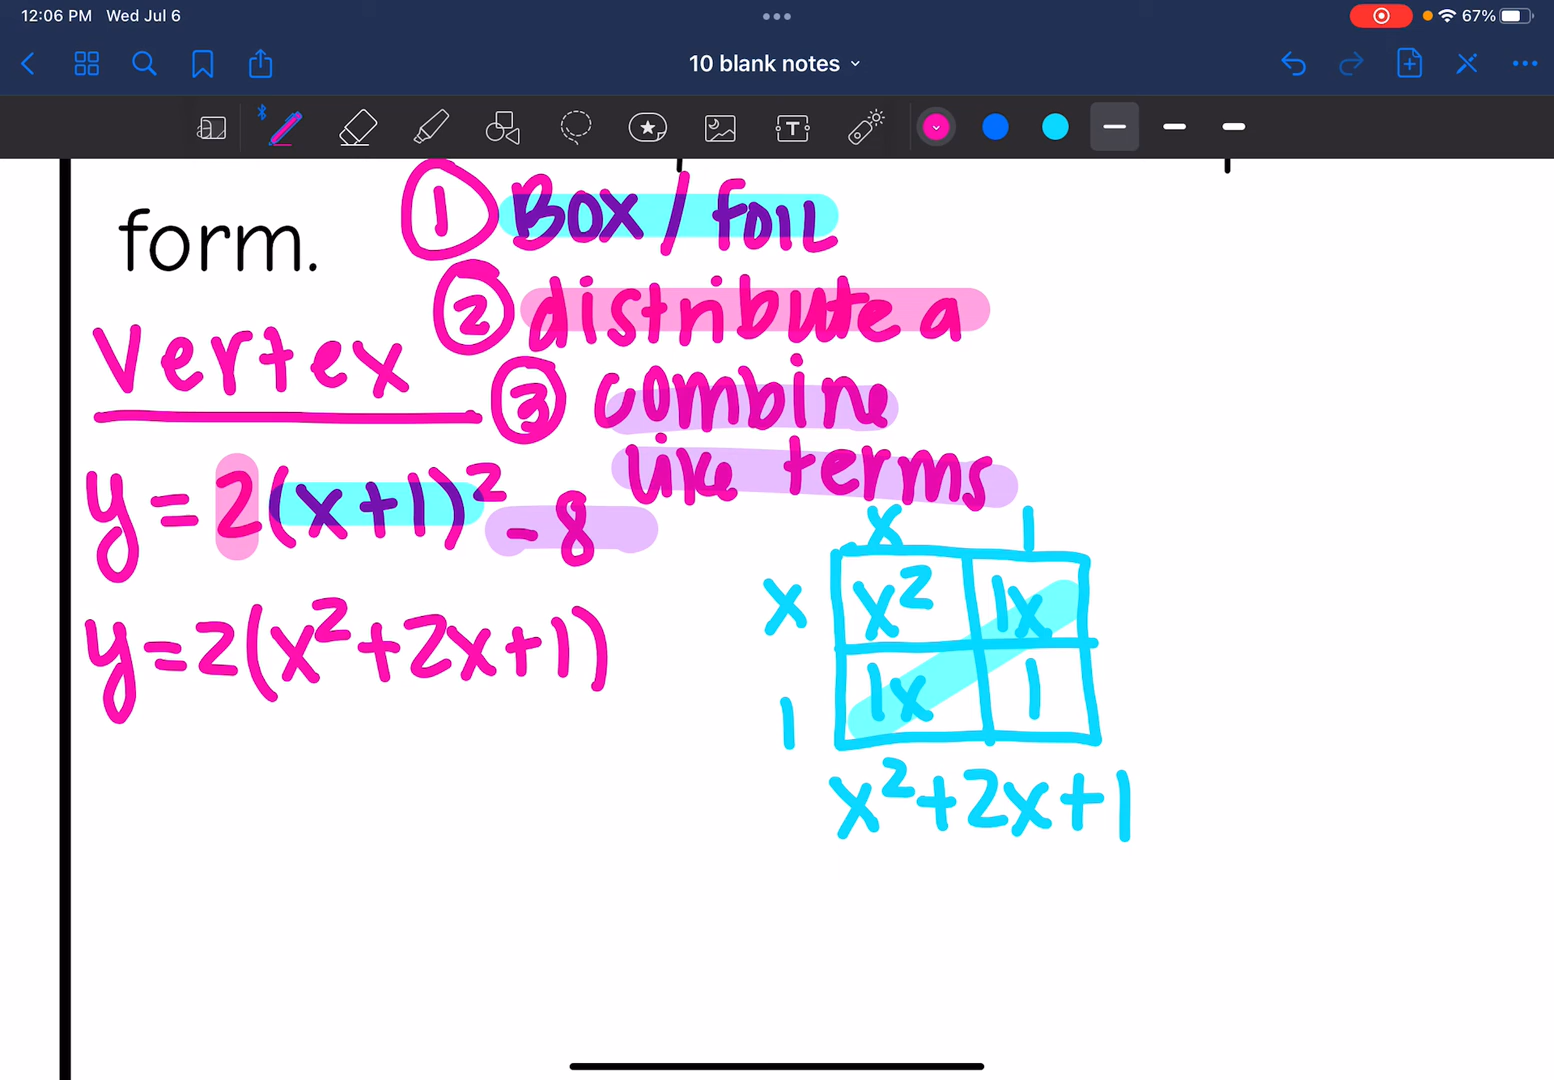 12:06 PM Wed Jul 6
67%
10 blank notes
T
form.
1 Box / foil
2 distribute a
3 combine
like terms
Vertex
y = 2(x+1)² - 8
y=2(x²+2x+1)
x 1
x x² 1x
1 1x 1
x²+2x+1